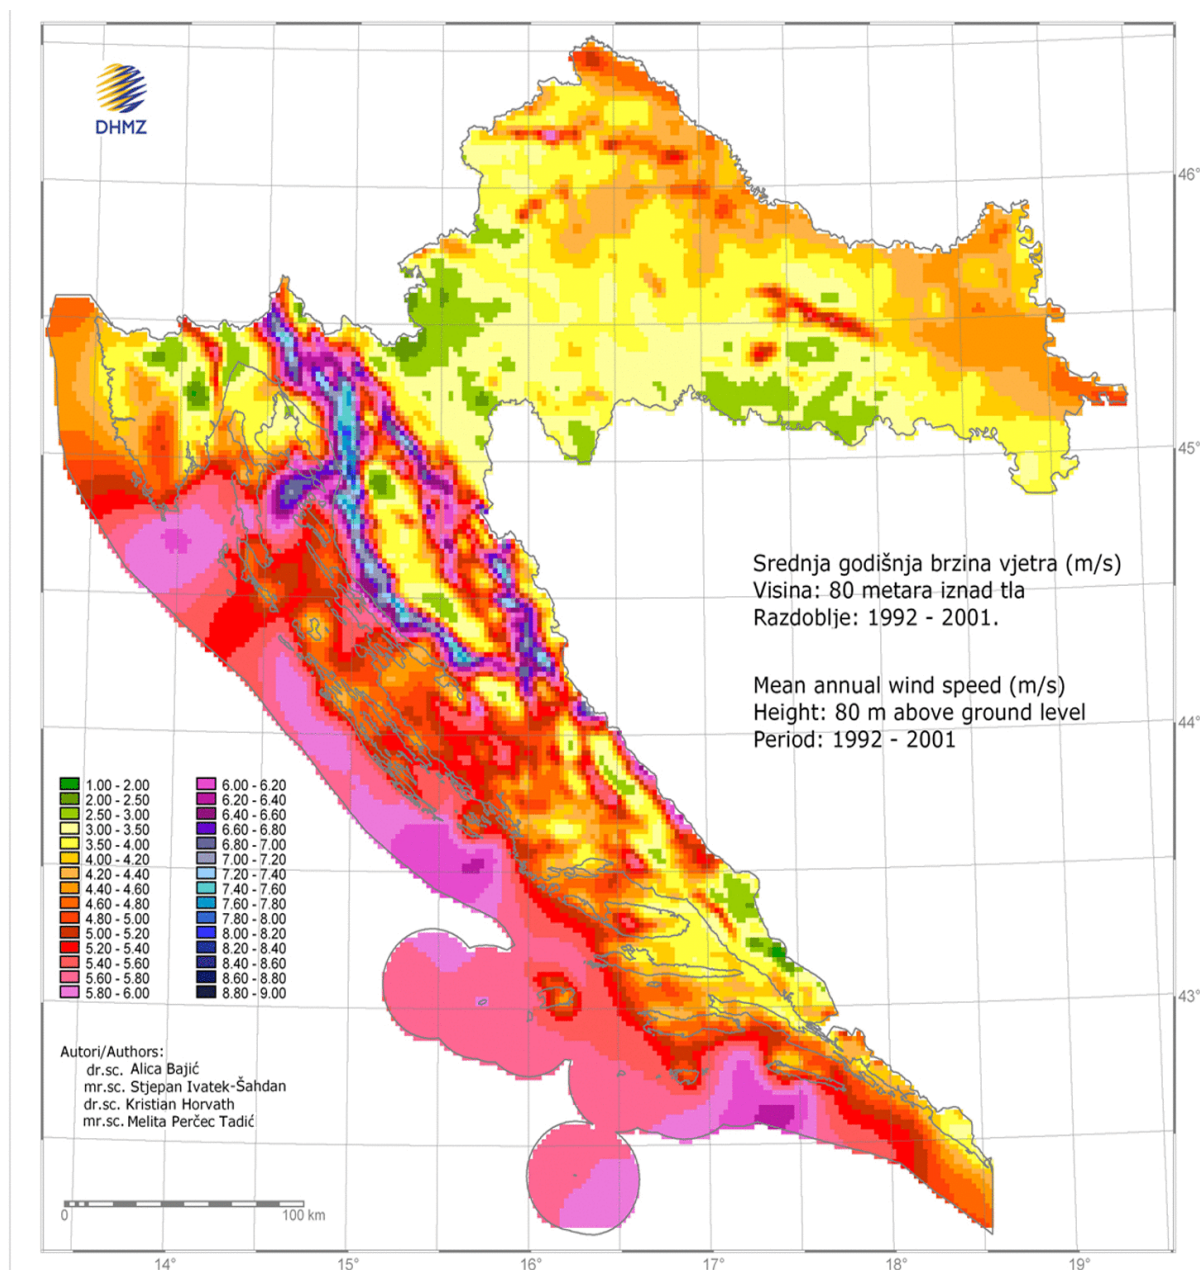 DHMZ
46°
45°
44°
43°
Srednja godišnja brzina vjetra (m/s)
Visina: 80 metara iznad tla
Razdoblje: 1992 - 2001.
Mean annual wind speed (m/s)
Height: 80 m above ground level
Period: 1992 - 2001
1.00 - 2.00
2.00 - 2.50
2.50 - 3.00
3.00 - 3.50
3.50 - 4.00
4.00 - 4.20
4.20 - 4.40
4.40 - 4.60
4.60 - 4.80
4.80 - 5.00
5.00 - 5.20
5.20 - 5.40
5.40 - 5.60
5.60 - 5.80
5.80 - 6.00
6.00 - 6.20
6.20 - 6.40
6.40 - 6.60
6.60 - 6.80
6.80 - 7.00
7.00 - 7.20
7.20 - 7.40
7.40 - 7.60
7.60 - 7.80
7.80 - 8.00
8.00 - 8.20
8.20 - 8.40
8.40 - 8.60
8.60 - 8.80
8.80 - 9.00
Autori/Authors:
dr.sc. Alica Bajić
mr.sc. Stjepan Ivatek-Šahdan
dr.sc. Kristian Horvath
mr.sc. Melita Perčec Tadić
0 100 km
14° 15° 16° 17° 18° 19°